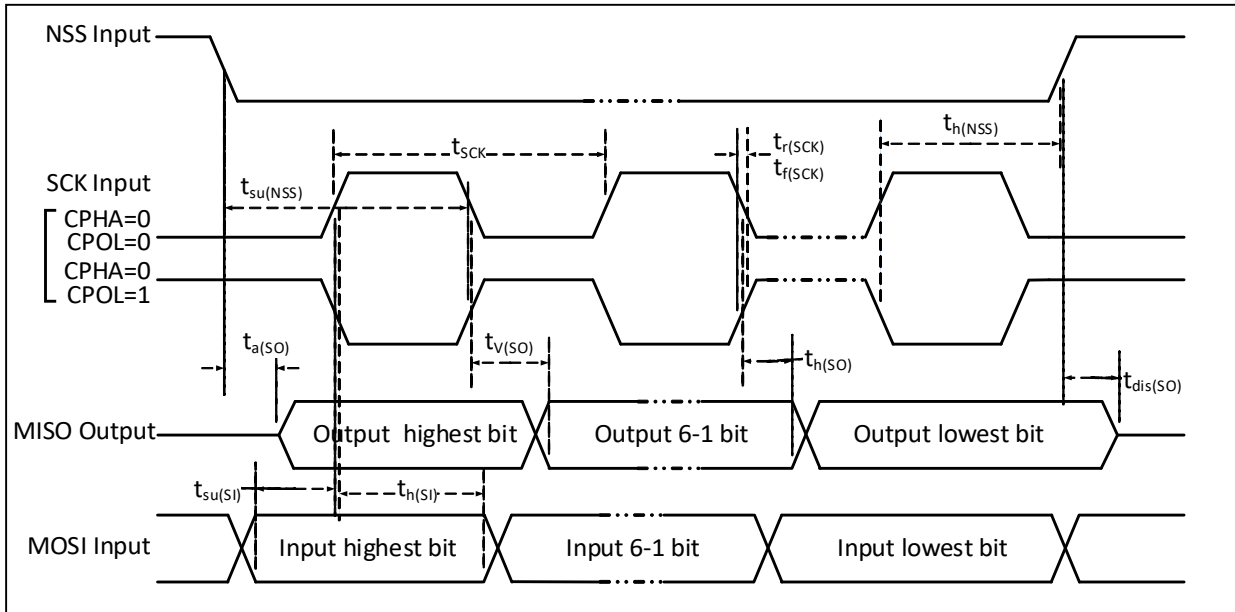 NSS Input
t_h(NSS)
t_SCK
t_r(SCK)
t_f(SCK)
SCK Input
t_su(NSS)
CPHA=0
CPOL=0
CPHA=0
CPOL=1
t_a(SO)
t_V(SO)
t_h(SO)
t_dis(SO)
MISO Output
Output highest bit
Output 6-1 bit
Output lowest bit
t_su(SI)
t_h(SI)
MOSI Input
Input highest bit
Input 6-1 bit
Input lowest bit